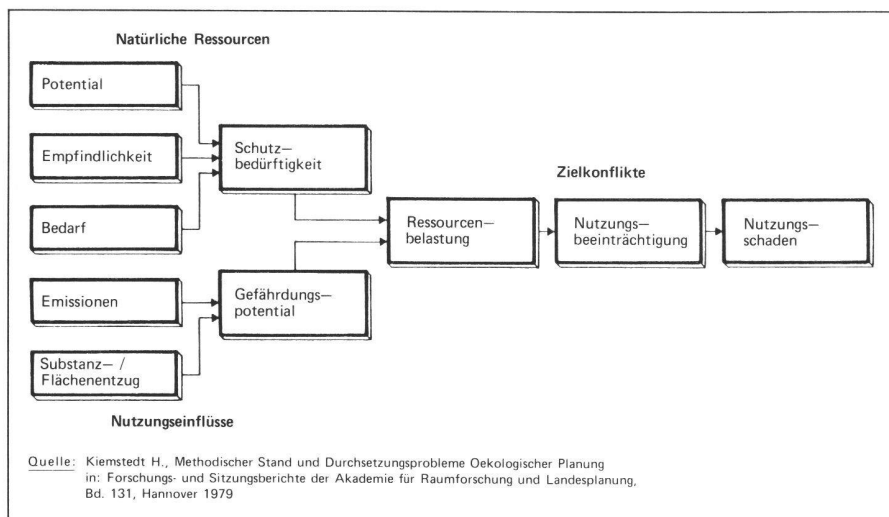 Natürliche Ressourcen
Potential
Empfindlichkeit
Bedarf
Schutz—
bedürftigkeit
Emissionen
Substanz— /
Flächenentzug
Gefährdungs—
potential
Nutzungseinflüsse
Ressourcen—
belastung
Zielkonflikte
Nutzungs—
beeinträchtigung
Nutzungs—
schaden
Quelle: Kiemstedt H., Methodischer Stand und Durchsetzungsprobleme Oekologischer Planung
in: Forschungs- und Sitzungsberichte der Akademie für Raumforschung und Landesplanung,
Bd. 131, Hannover 1979